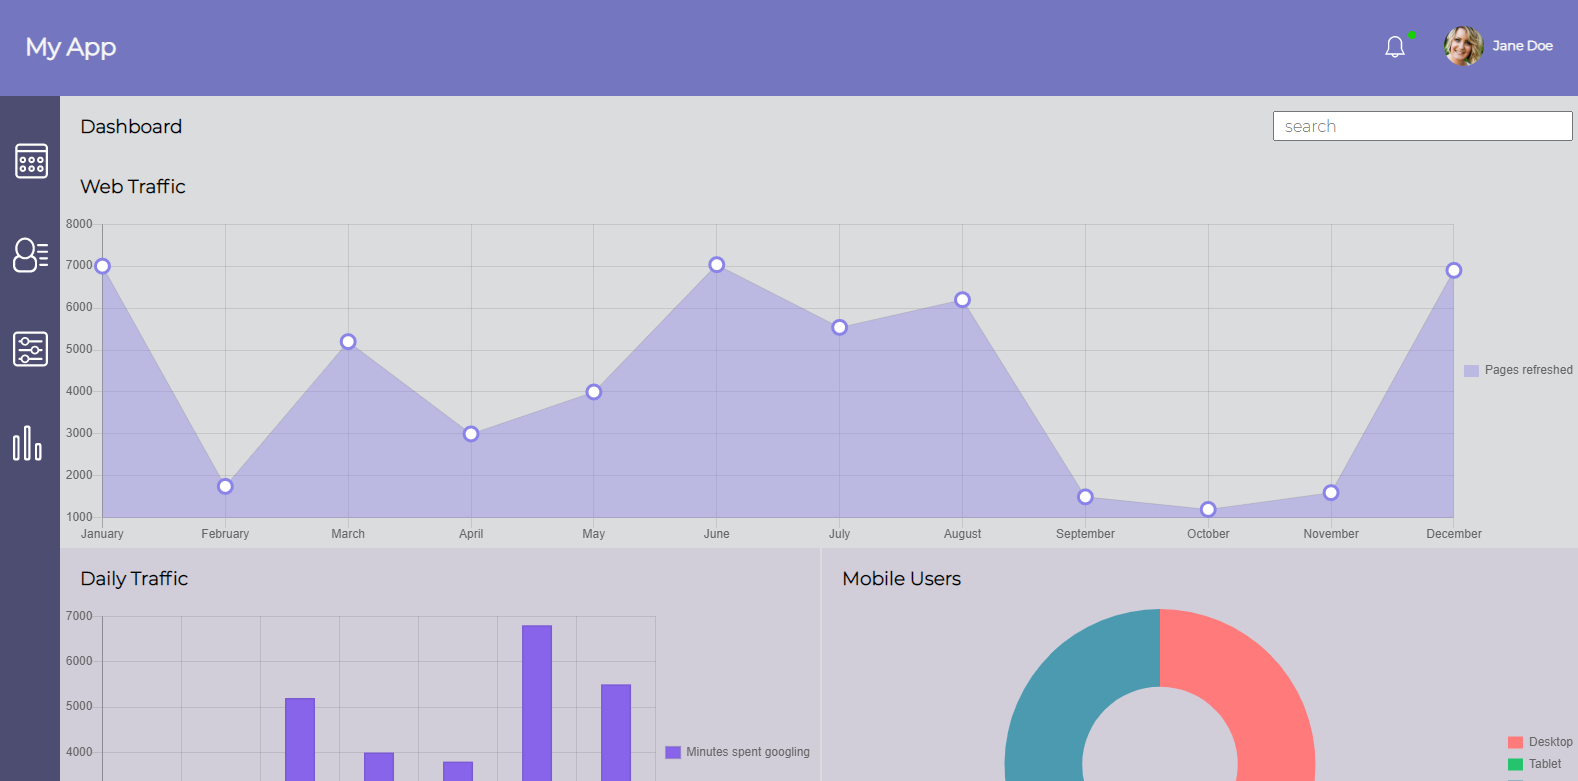 My App
Jane Doe
Dashboard
search
Web Traffic
8000
7000
6000
5000
4000
3000
2000
1000
January
February
March
April
May
June
July
August
September
October
November
December
Pages refreshed
Daily Traffic
7000
6000
5000
4000
Minutes spent googling
Mobile Users
Desktop
Tablet